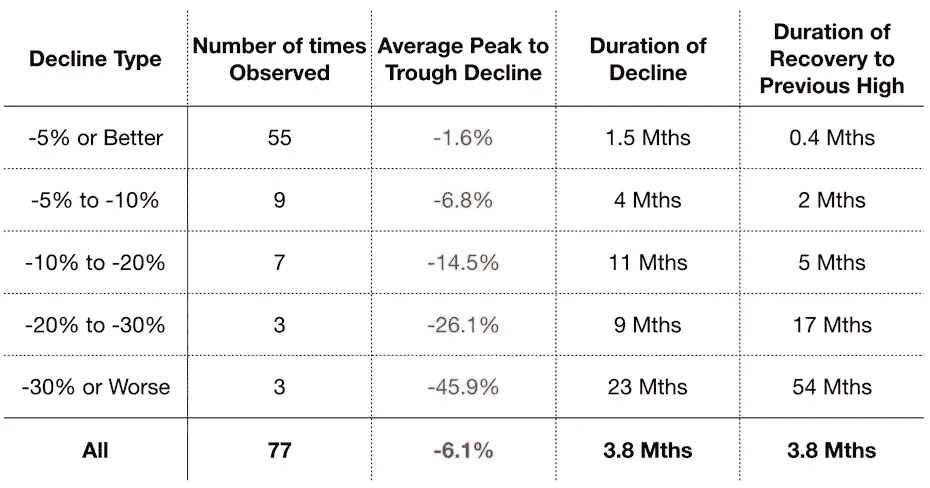 Decline Type
Number of times
Observed
Average Peak to
Trough Decline
Duration of
Decline
Duration of
Recovery to
Previous High
-5% or Better 55 -1.6% 1.5 Mths 0.4 Mths
-5% to -10% 9 -6.8% 4 Mths 2 Mths
-10% to -20% 7 -14.5% 11 Mths 5 Mths
-20% to -30% 3 -26.1% 9 Mths 17 Mths
-30% or Worse 3 -45.9% 23 Mths 54 Mths
All 77 -6.1% 3.8 Mths 3.8 Mths